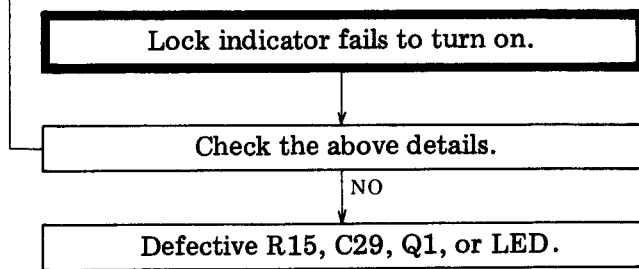 Lock indicator fails to turn on.
Check the above details.
NO
Defective R15, C29, Q1, or LED.